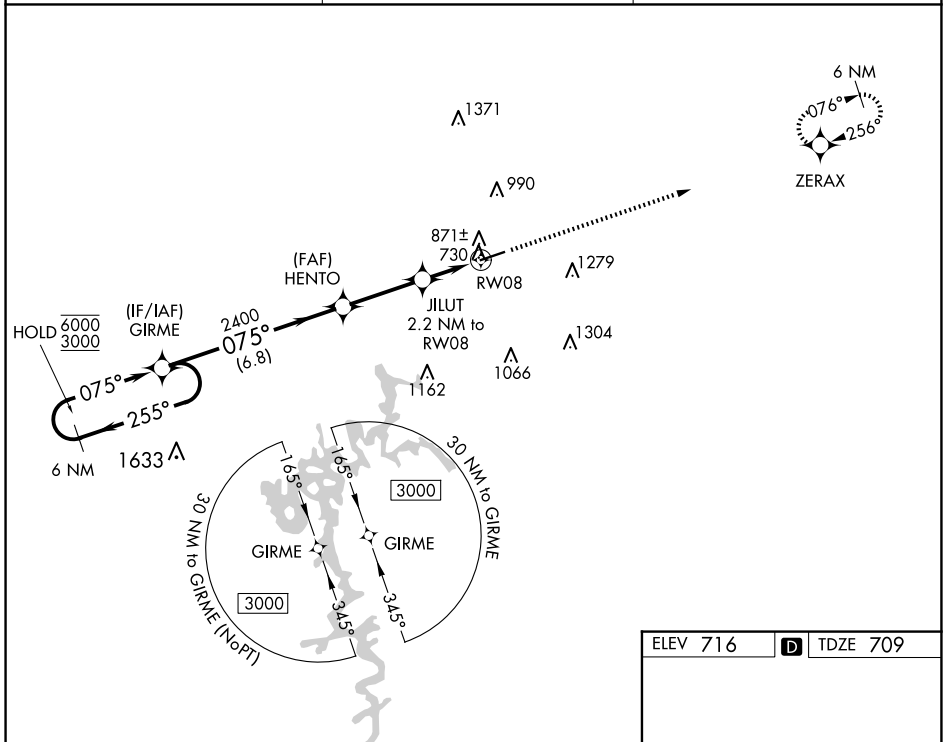 6 NM
076°
256°
ZERAX
1371
990
871±
730
RW08
1279
(FAF)
HENTO
JILUT
2.2 NM to
RW08
1304
1066
1162
(IF/IAF)
GIRME
HOLD 6000
3000
2400
075°
(6.8)
075°
255°
6 NM
1633
165°
165°
30 NM to GIRME
3000
GIRME
GIRME
30 NM to GIRME (NoPT)
3000
345°
345°
ELEV 716 D TDZE 709